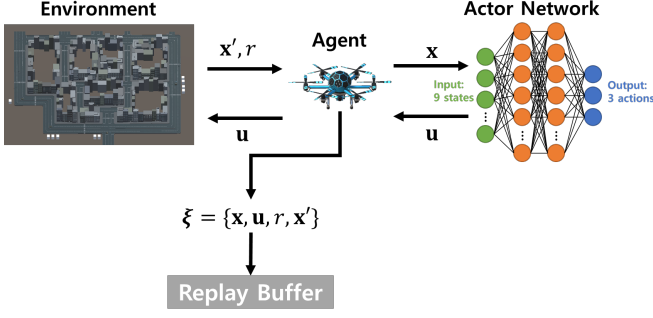 Environment
Agent
Actor Network
x′, r
u
x
u
Input:
9 states
Output:
3 actions
ξ = {x, u, r, x′}
Replay Buffer